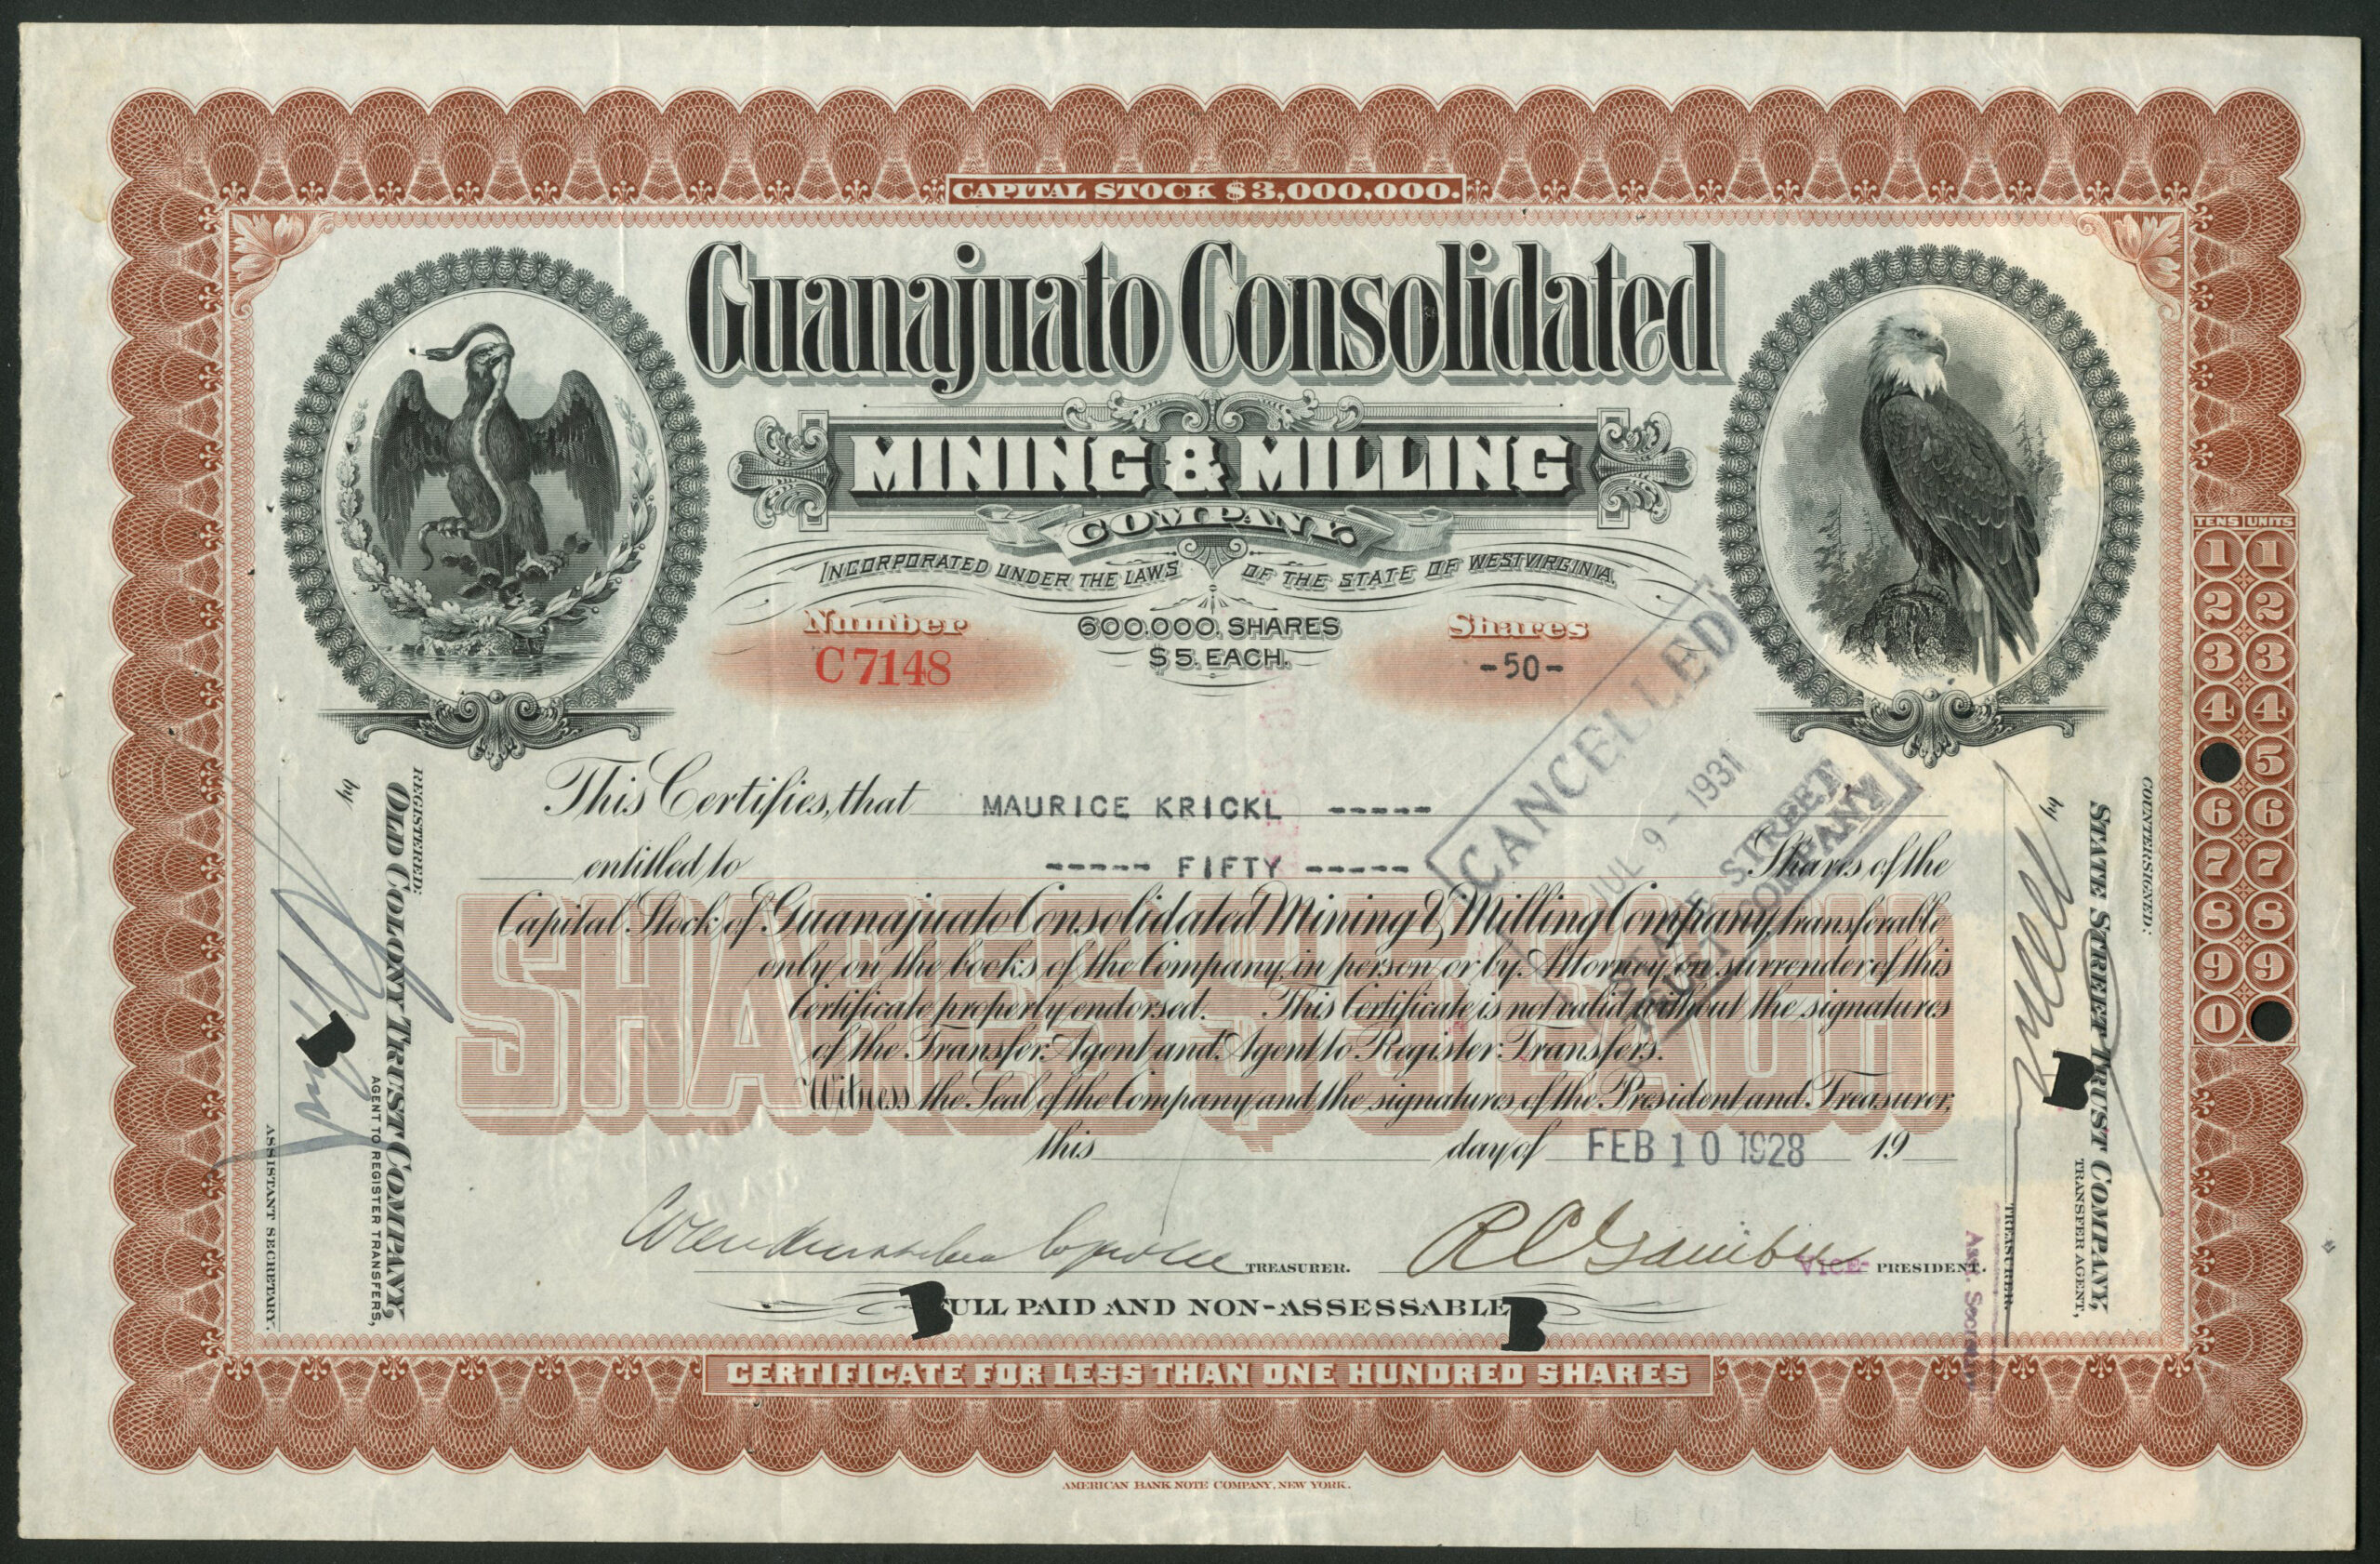 CAPITAL STOCK $3,000,000.
Guanajuato Consolidated
MINING & MILLING
COMPANY.
INCORPORATED UNDER THE LAWS OF THE STATE OF WEST VIRGINIA.
Number
C 7148
600.000. SHARES
$5. EACH.
Shares
-50-
CANCELLED
JUL 9 - 1931
STATE STREET
TRUST COMPANY
This Certifies, that MAURICE KRICKL -----
entitled to ----- FIFTY ----- Shares of the
Capital Stock of Guanajuato Consolidated Mining & Milling Company, transferable
only on the books of the Company, in person or by Attorney, on surrender of this
Certificate properly endorsed. This Certificate is not valid without the signatures
of the Transfer Agent and Agent to Register Transfers.
Witness the Seal of the Company and the signatures of the President and Treasurer,
this day of FEB 10 1928 19
SHARES $5 EACH
TREASURER.
VICE- PRESIDENT.
FULL PAID AND NON-ASSESSABLE
CERTIFICATE FOR LESS THAN ONE HUNDRED SHARES
AMERICAN BANK NOTE COMPANY, NEW YORK.
REGISTERED:
OLD COLONY TRUST COMPANY,
AGENT TO REGISTER TRANSFERS,
by
ASSISTANT SECRETARY.
COUNTERSIGNED:
STATE STREET TRUST COMPANY,
TRANSFER AGENT,
by
TREASURER.
Asst. Secretary
TENS UNITS
1 1
2 2
3 3
4 4
5
6 6
7 7
8 8
9 9
0